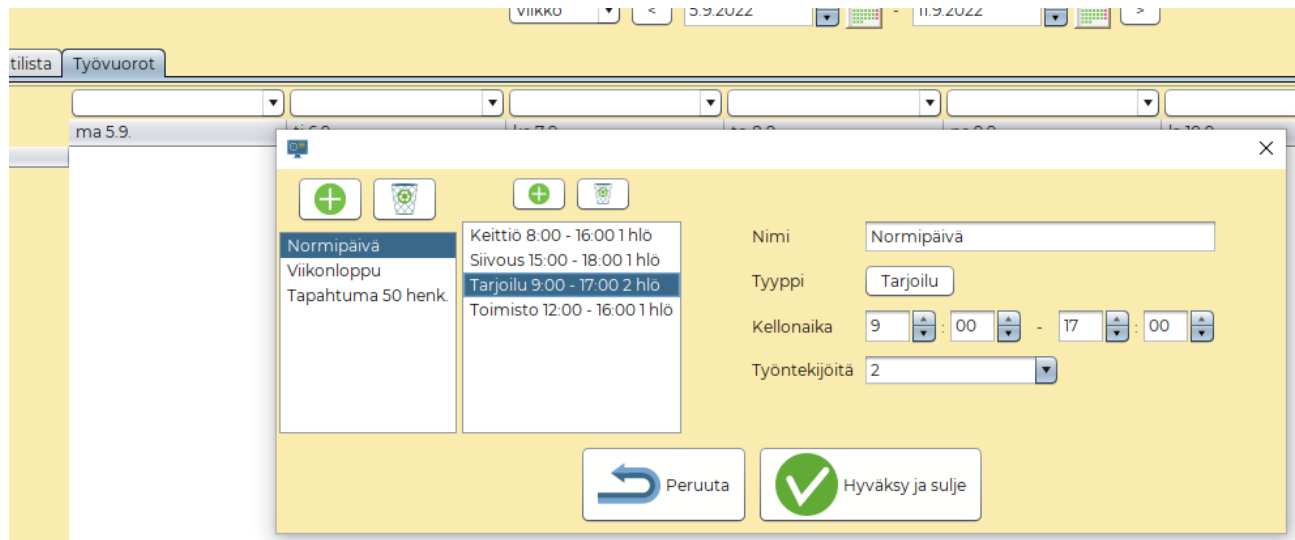 Viikko < 5.9.2022 - 11.9.2022 >
tilista Työvuorot
ma 5.9.
Normipäivä
Viikonloppu
Tapahtuma 50 henk.
Keittiö 8:00 - 16:00 1 hlö
Siivous 15:00 - 18:00 1 hlö
Tarjoilu 9:00 - 17:00 2 hlö
Toimisto 12:00 - 16:00 1 hlö
Nimi Normipäivä
Tyyppi Tarjoilu
Kellonaika 9 : 00 - 17 : 00
Työntekijöitä 2
Peruuta Hyväksy ja sulje